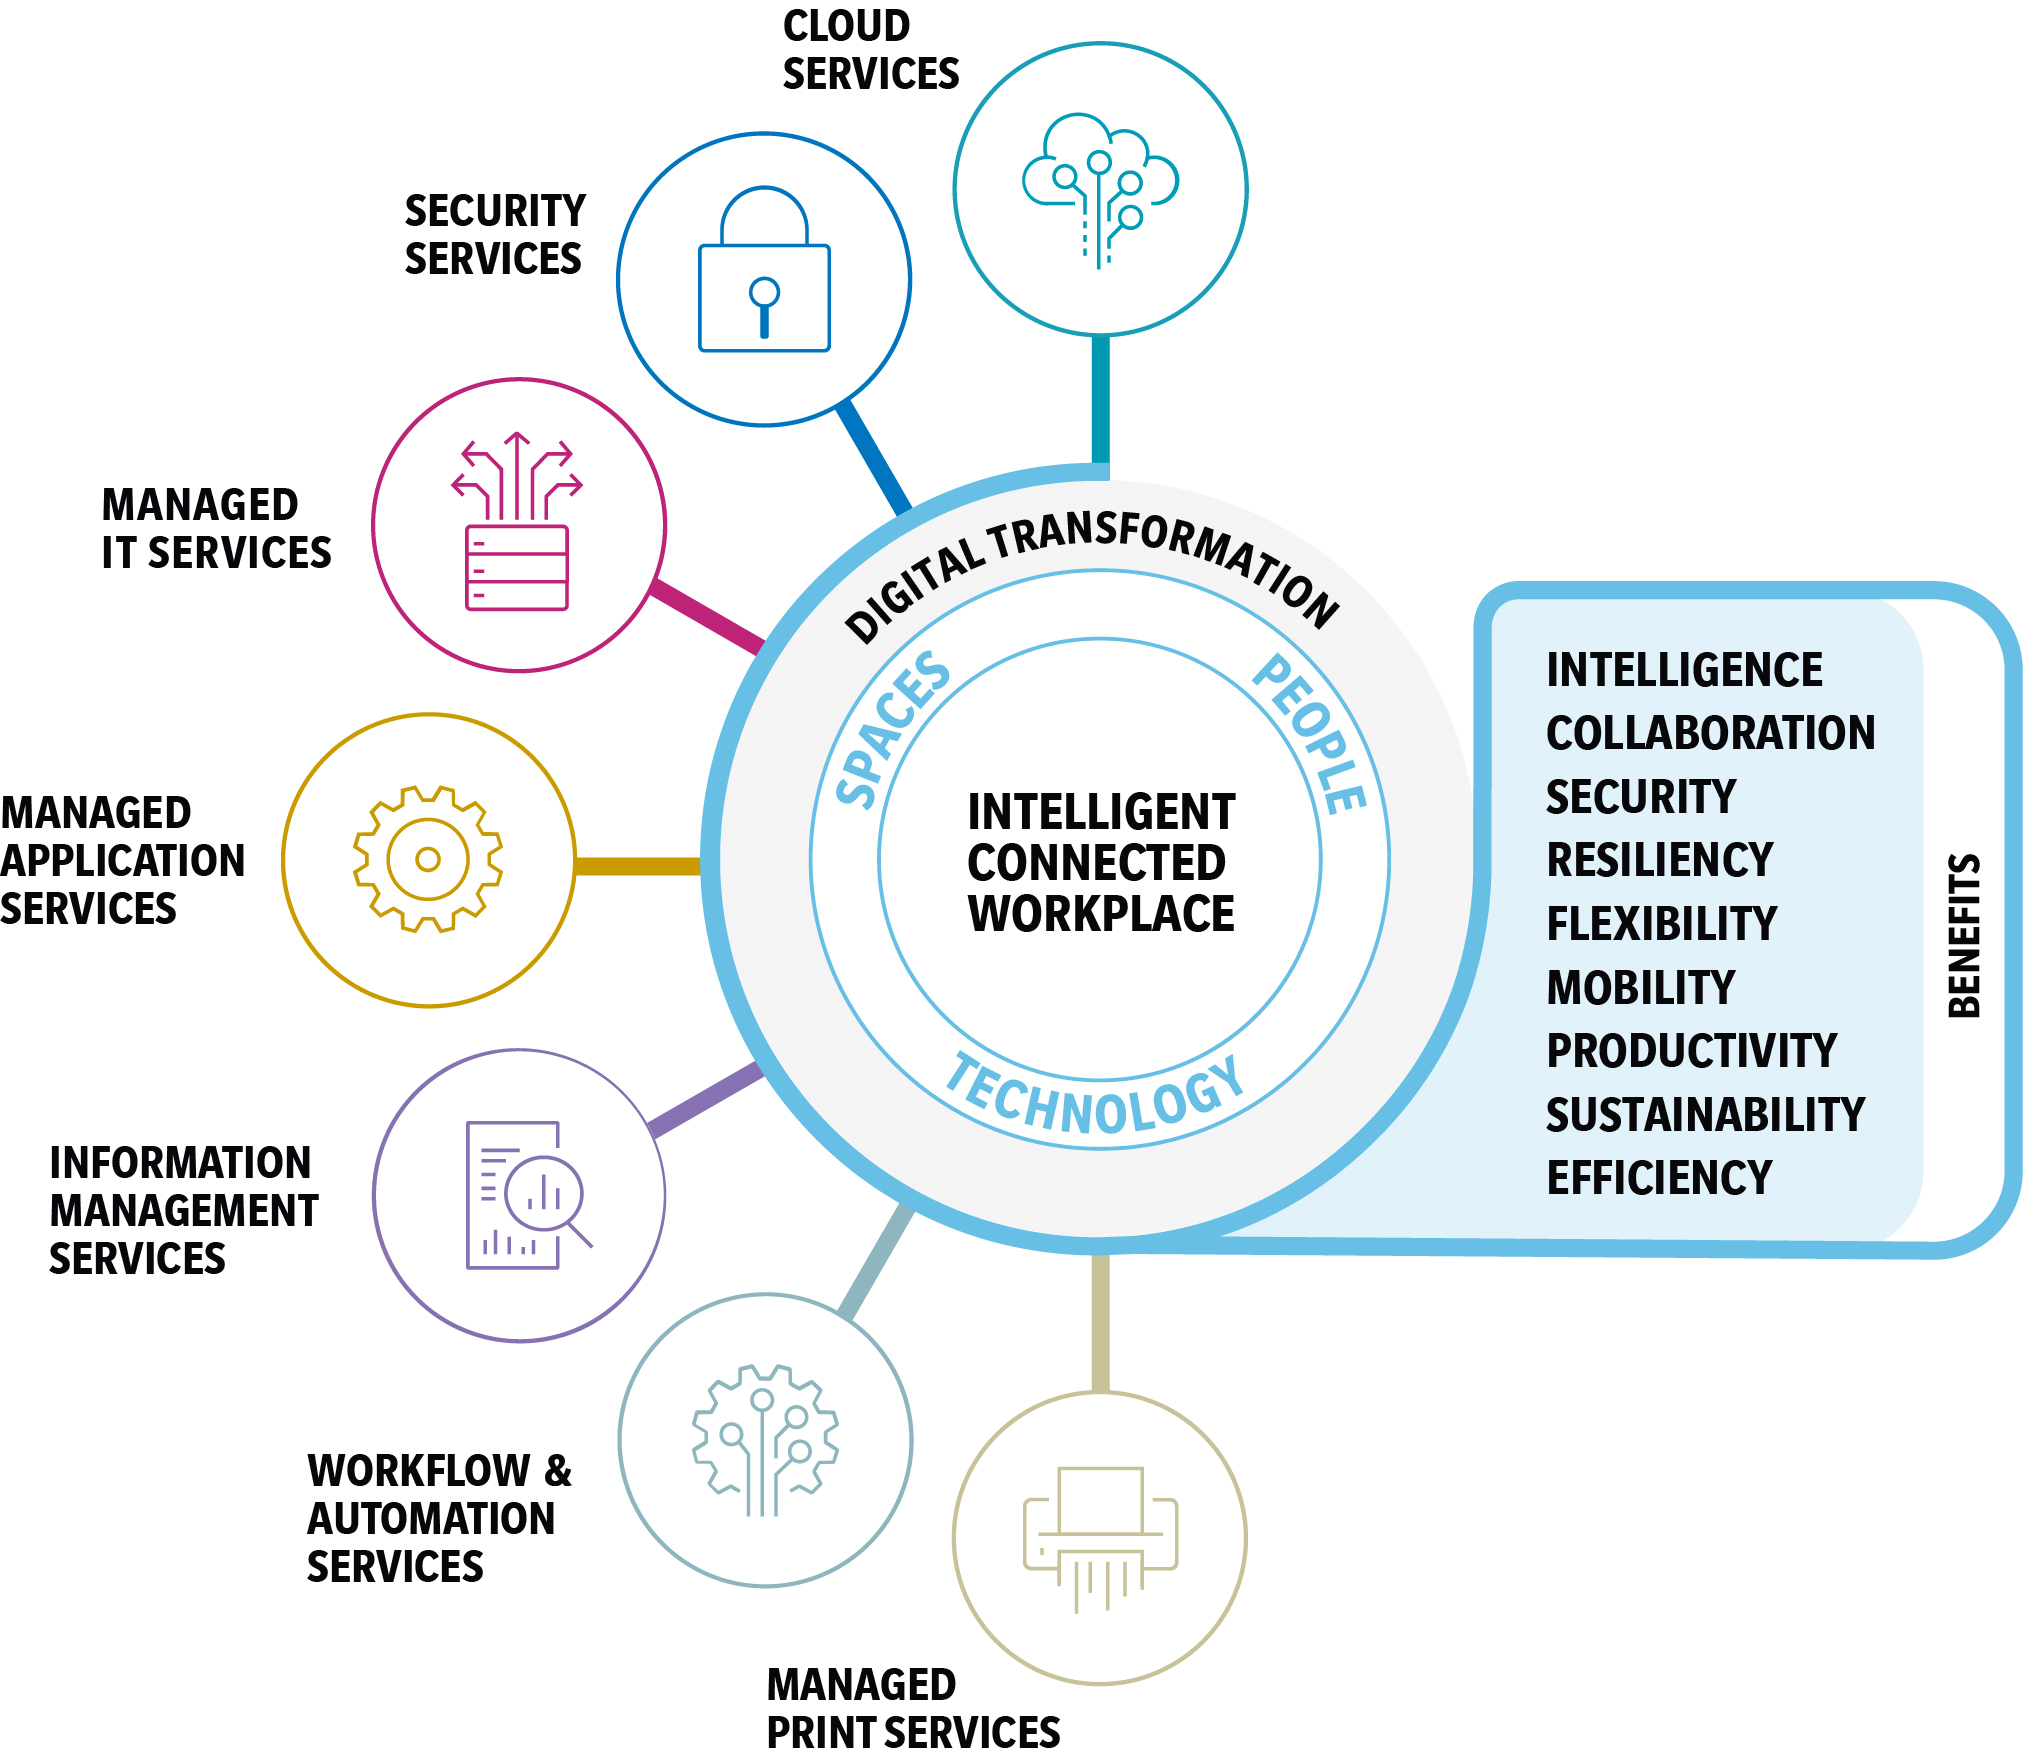 CLOUD
SERVICES
SECURITY
SERVICES
MANAGED
IT SERVICES
MANAGED
APPLICATION
SERVICES
INFORMATION
MANAGEMENT
SERVICES
WORKFLOW &
AUTOMATION
SERVICES
MANAGED
PRINT SERVICES
DIGITAL TRANSFORMATION
SPACES
PEOPLE
TECHNOLOGY
INTELLIGENT
CONNECTED
WORKPLACE
INTELLIGENCE
COLLABORATION
SECURITY
RESILIENCY
FLEXIBILITY
MOBILITY
PRODUCTIVITY
SUSTAINABILITY
EFFICIENCY
BENEFITS